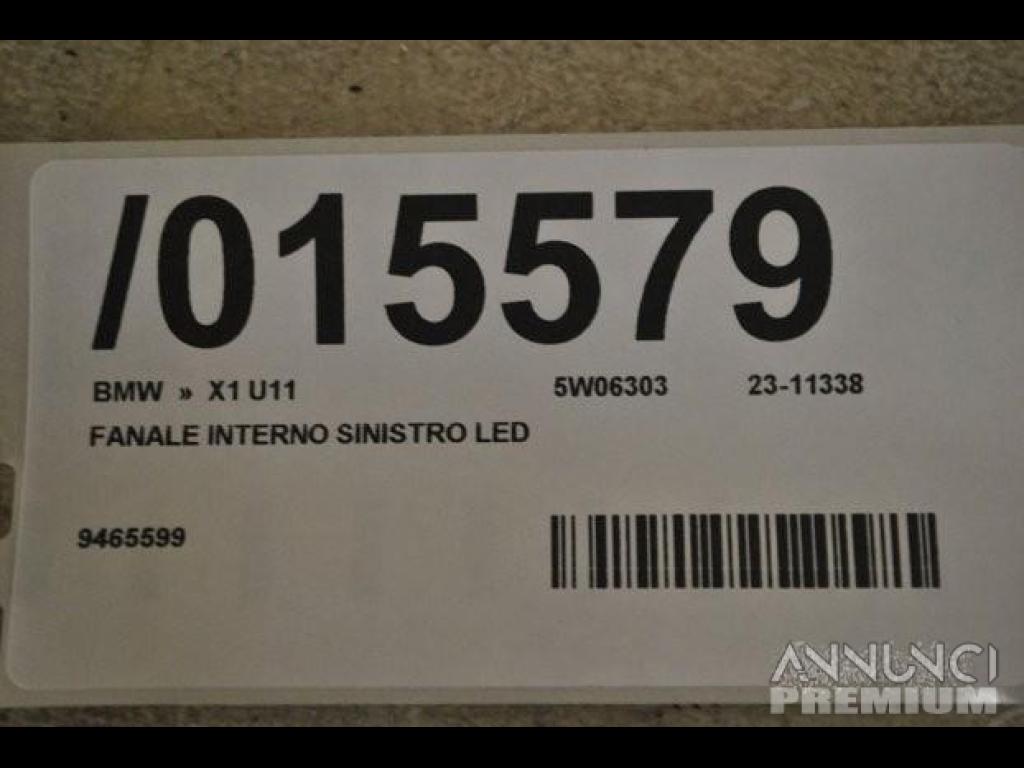 /015579
BMW » X1 U11 5W06303 23-11338
FANALE INTERNO SINISTRO LED
9465599
ANNUNCI
PREMIUM